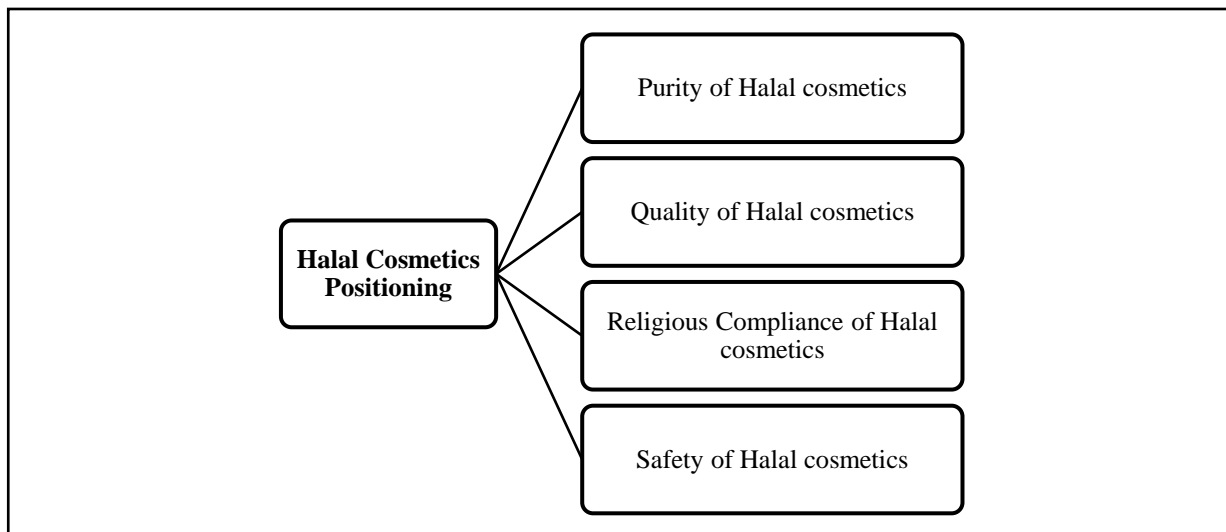 Purity of Halal cosmetics
Quality of Halal cosmetics
Halal Cosmetics
Positioning
Religious Compliance of Halal
cosmetics
Safety of Halal cosmetics